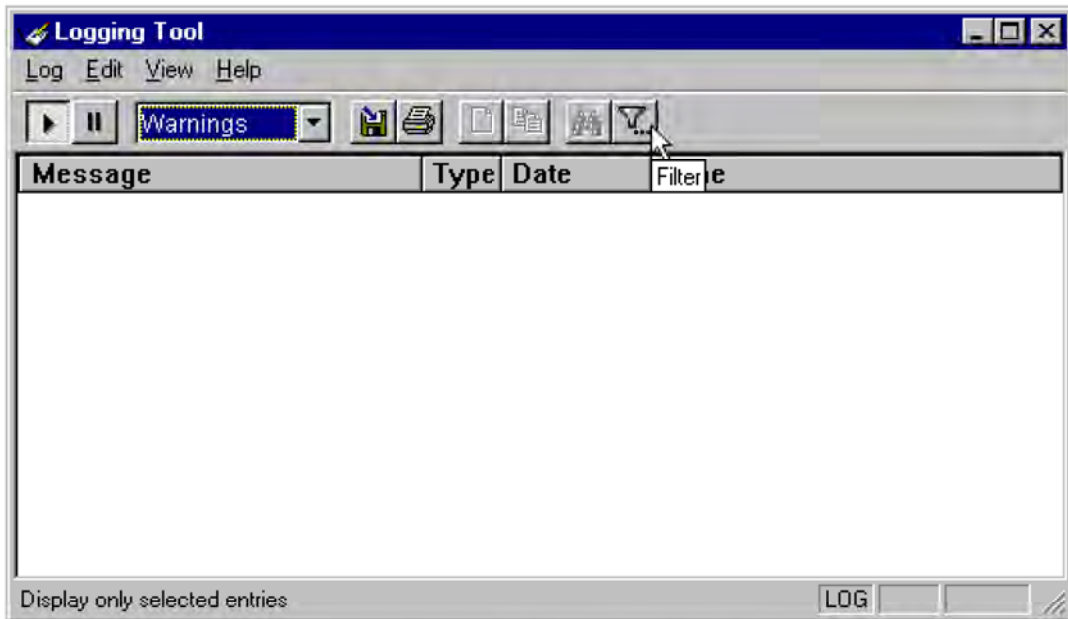 Logging Tool
Log Edit View Help
Warnings
Message Type Date
Filter
Display only selected entries LOG